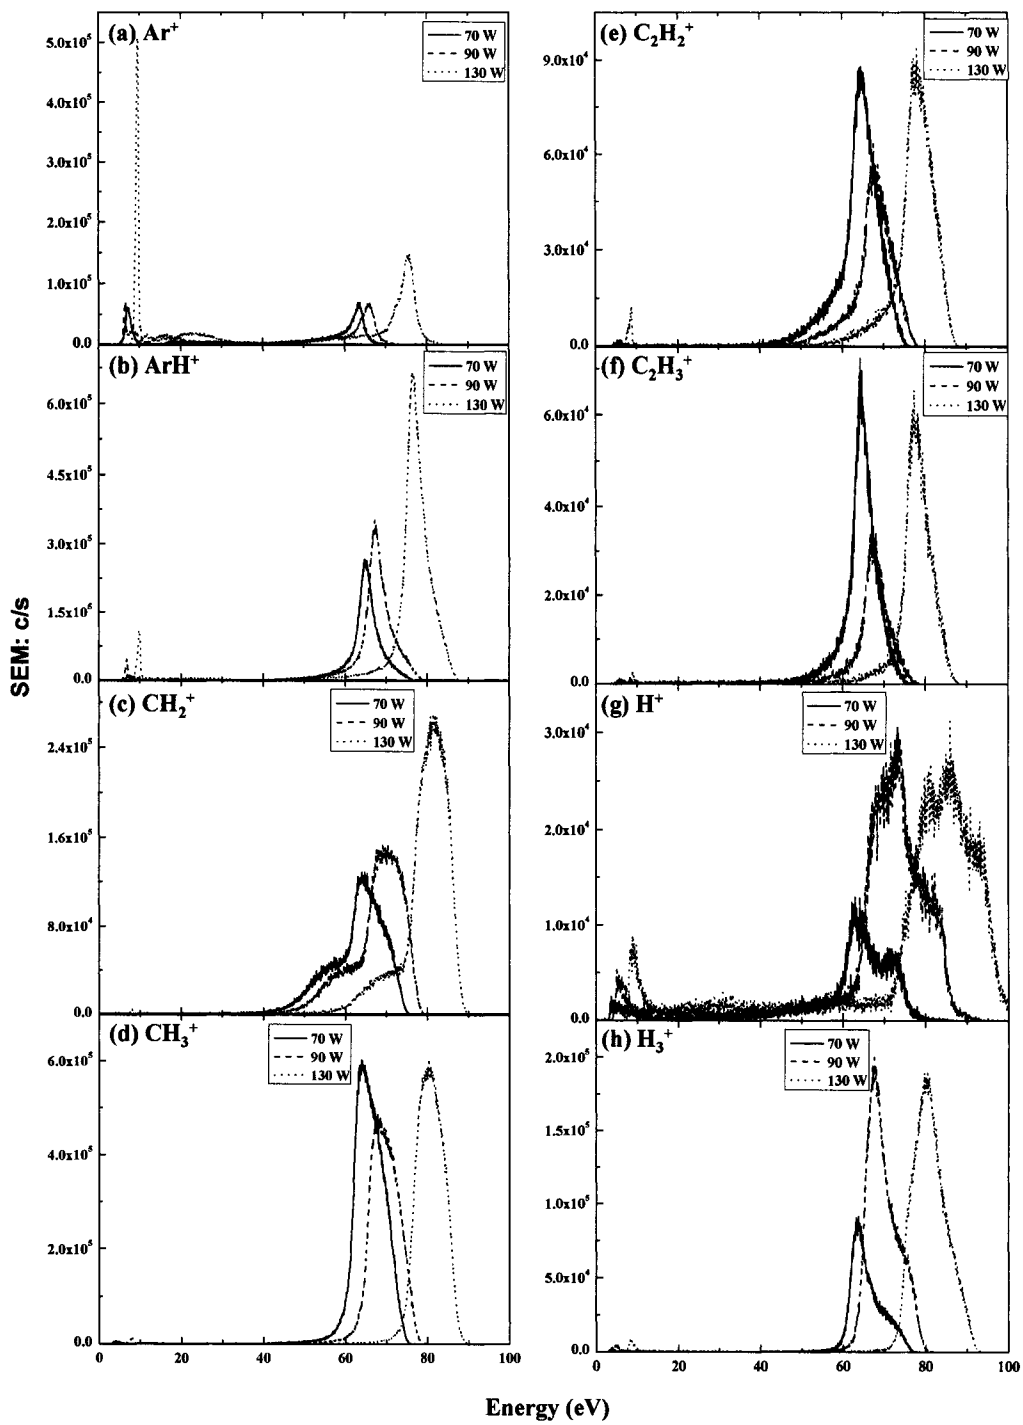 (a) Ar⁺
70 W
90 W
130 W
5.0x10⁵
4.0x10⁵
3.0x10⁵
2.0x10⁵
1.0x10⁵
0.0
(b) ArH⁺
70 W
90 W
130 W
6.0x10⁵
4.5x10⁵
3.0x10⁵
1.5x10⁵
0.0
(c) CH₂⁺
70 W
90 W
130 W
2.4x10⁵
1.6x10⁵
8.0x10⁴
0.0
(d) CH₃⁺
70 W
90 W
130 W
6.0x10⁵
4.0x10⁵
2.0x10⁵
0.0
0 20 40 60 80 100
(e) C₂H₂⁺
70 W
90 W
130 W
9.0x10⁴
6.0x10⁴
3.0x10⁴
0.0
(f) C₂H₃⁺
70 W
90 W
130 W
6.0x10⁴
4.0x10⁴
2.0x10⁴
0.0
(g) H⁺
70 W
90 W
130 W
3.0x10⁴
2.0x10⁴
1.0x10⁴
0.0
(h) H₃⁺
70 W
90 W
130 W
2.0x10⁵
1.5x10⁵
1.0x10⁵
5.0x10⁴
0.0
0 20 40 60 80 100
SEM: c/s
Energy (eV)